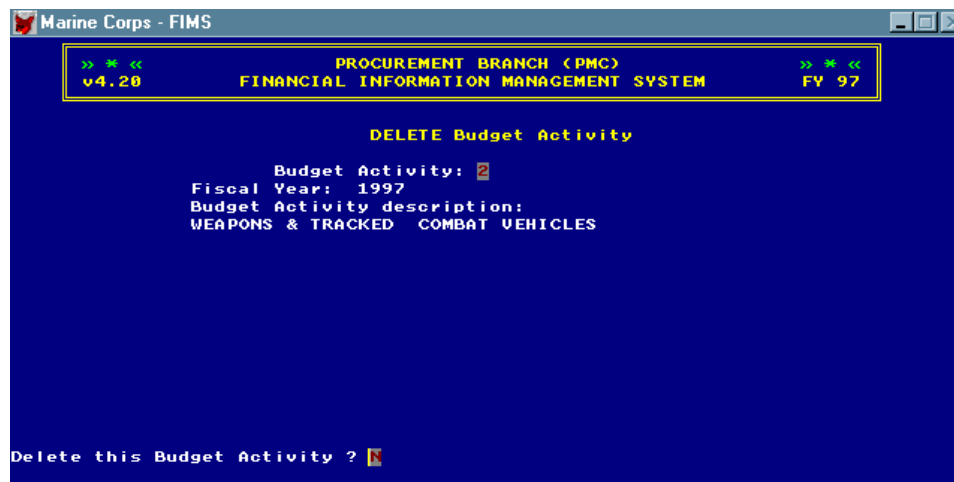 Marine Corps - FIMS
» * « PROCUREMENT BRANCH (PMC) » * «
v4.20 FINANCIAL INFORMATION MANAGEMENT SYSTEM FY 97
DELETE Budget Activity
Budget Activity: 2
Fiscal Year: 1997
Budget Activity description:
WEAPONS & TRACKED COMBAT VEHICLES
Delete this Budget Activity ? N